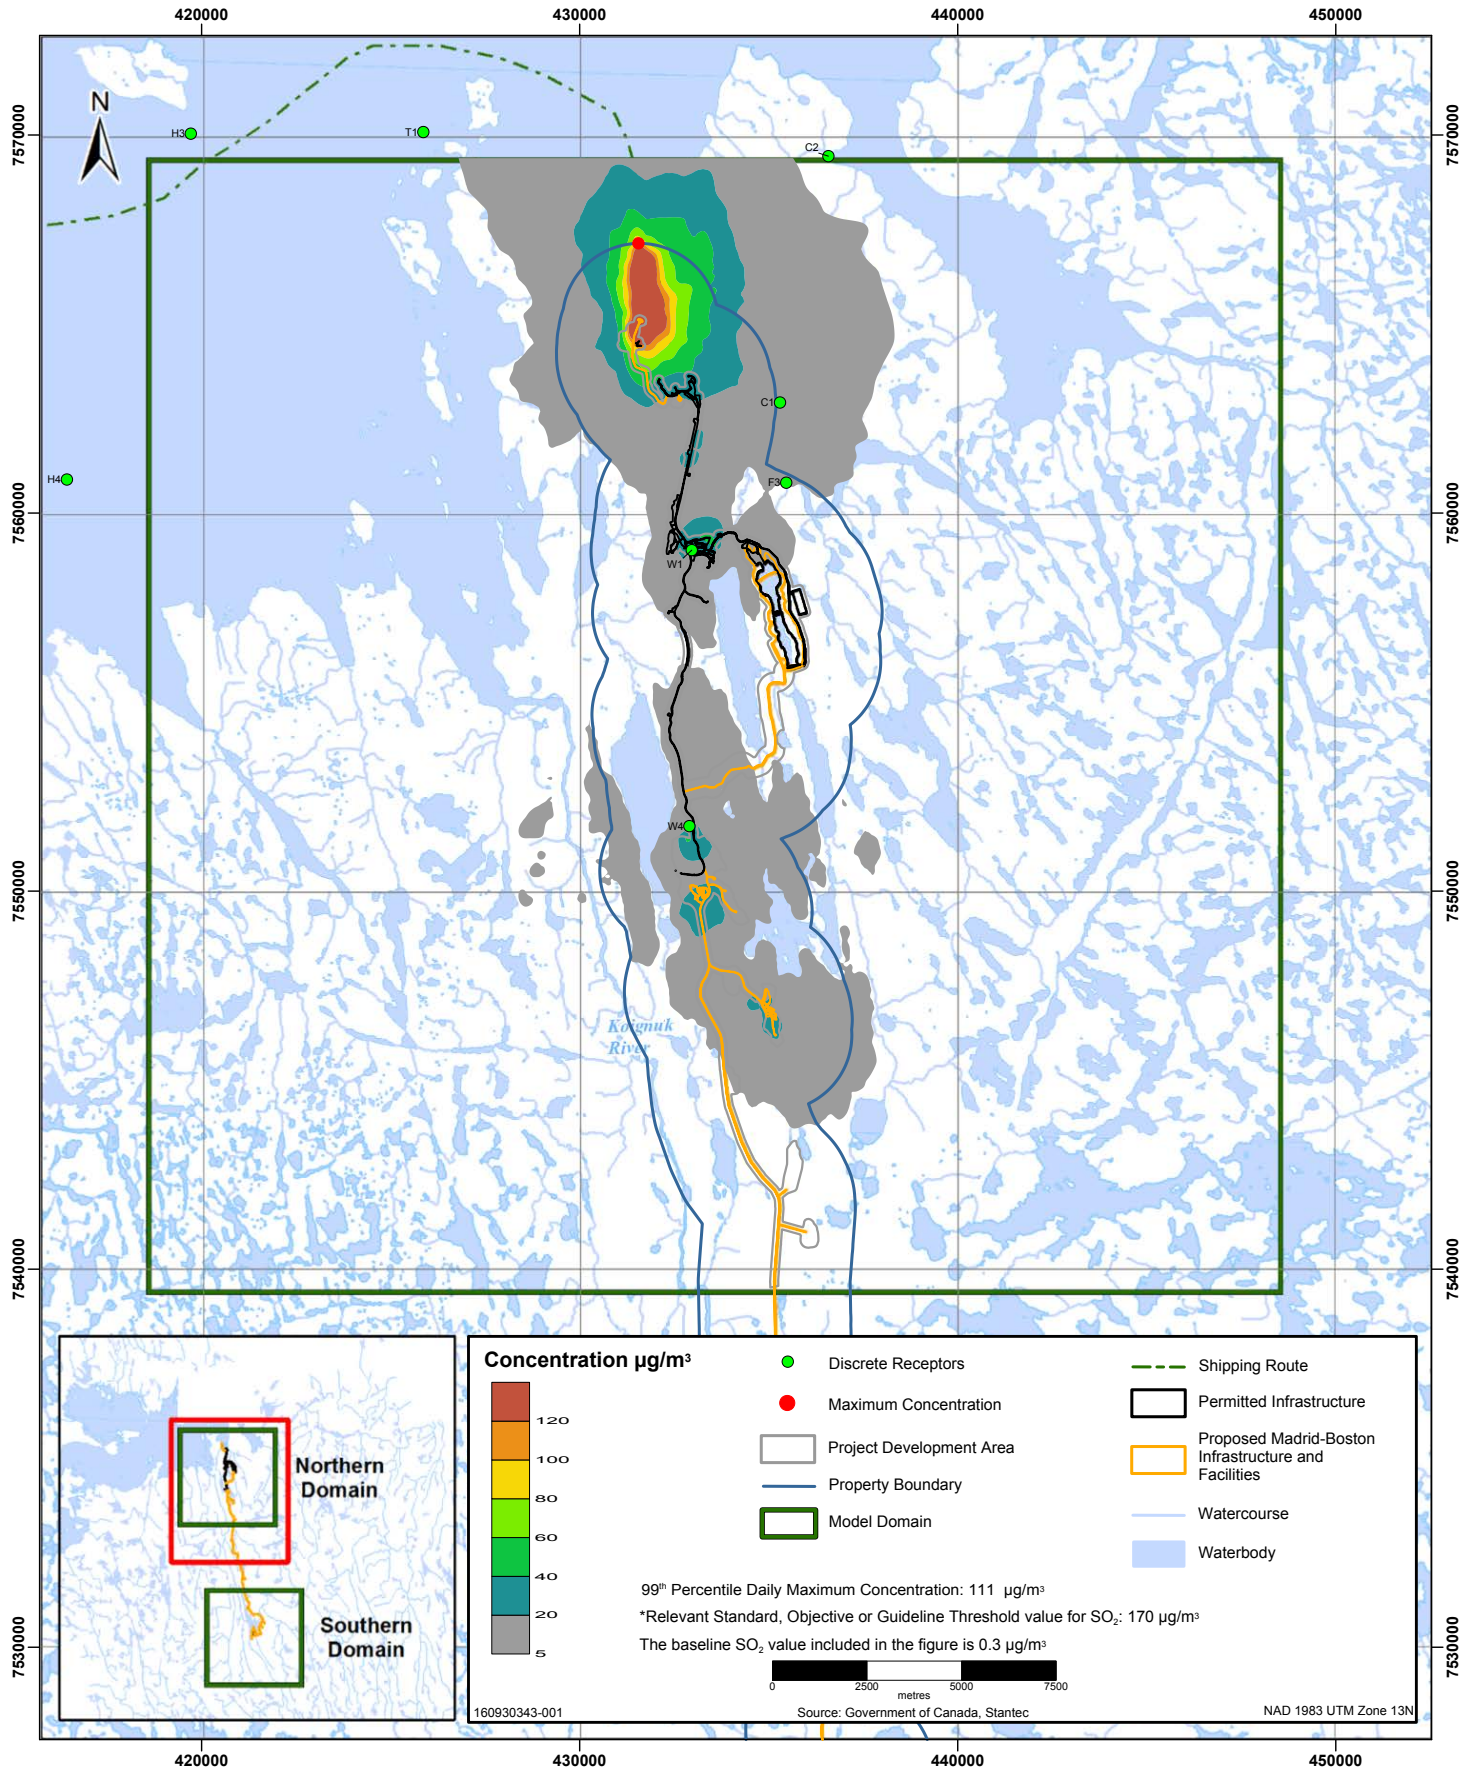 420000
430000
440000
450000
7570000
7560000
7550000
7540000
7530000
7570000
7560000
7550000
7540000
7530000
N
H3
T1
C2
C1
H4
F3
W1
W4
Koignuk
River
Northern
Domain
Southern
Domain
Concentration µg/m³
120
100
80
60
40
20
5
Discrete Receptors
Maximum Concentration
Project Development Area
Property Boundary
Model Domain
Shipping Route
Permitted Infrastructure
Proposed Madrid-Boston
Infrastructure and
Facilities
Watercourse
Waterbody
99th Percentile Daily Maximum Concentration: 111 µg/m³
*Relevant Standard, Objective or Guideline Threshold value for SO₂: 170 µg/m³
The baseline SO₂ value included in the figure is 0.3 µg/m³
0 2500 5000 7500
metres
160930343-001
Source: Government of Canada, Stantec
NAD 1983 UTM Zone 13N
420000
430000
440000
450000